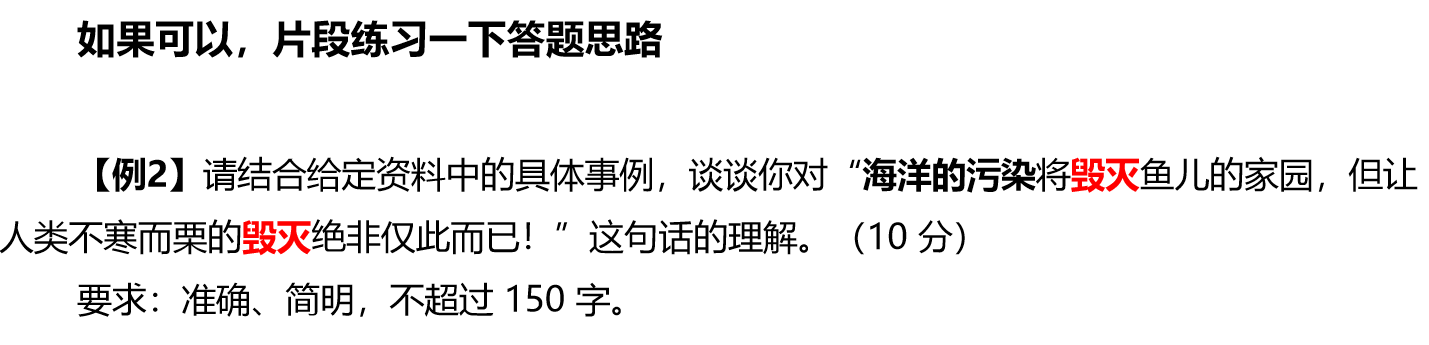 如果可以，片段练习一下答题思路
【例2】请结合给定资料中的具体事例，谈谈你对“海洋的污染将毁灭鱼儿的家园，但让
人类不寒而栗的毁灭绝非仅此而已！”这句话的理解。（10 分）
要求：准确、简明，不超过 150 字。